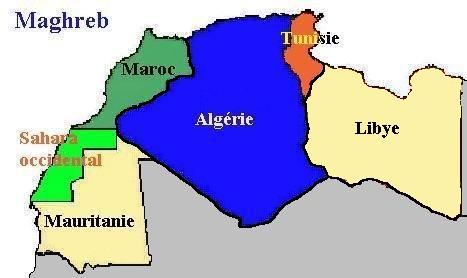 Maghreb
Tunisie
Maroc
Algérie
Libye
Sahara
occidental
Mauritanie